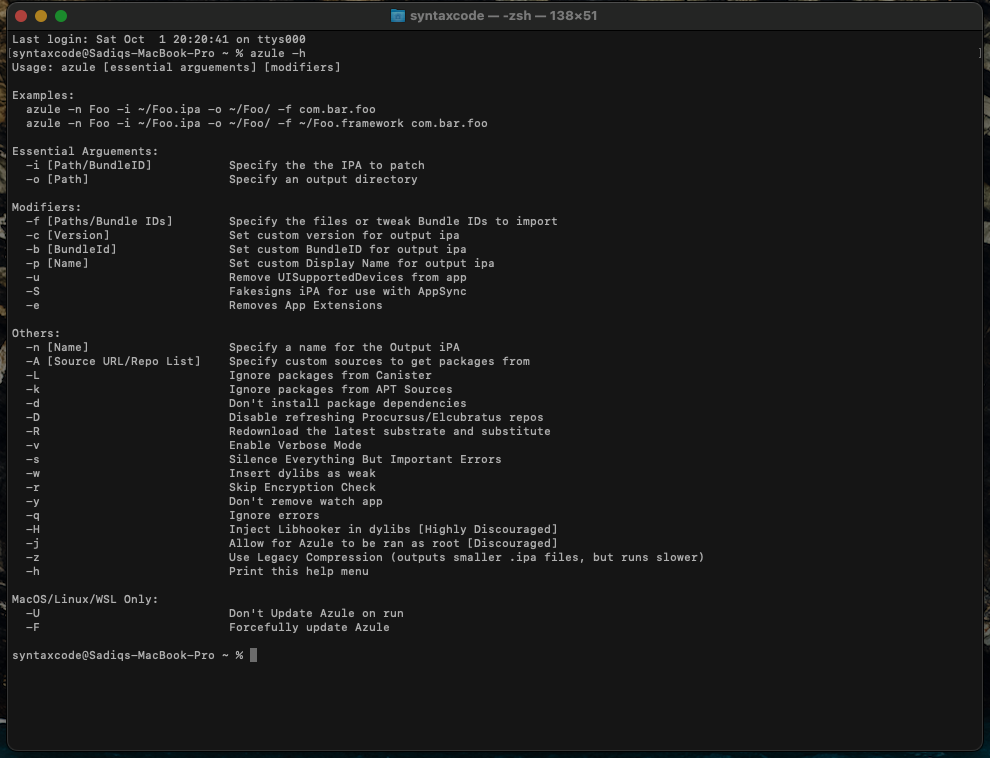 syntaxcode — -zsh — 138×51
Last login: Sat Oct  1 20:20:41 on ttys000
[syntaxcode@Sadiqs-MacBook-Pro ~ % azule -h ]
Usage: azule [essential arguements] [modifiers]
Examples:
  azule -n Foo -i ~/Foo.ipa -o ~/Foo/ -f com.bar.foo
  azule -n Foo -i ~/Foo.ipa -o ~/Foo/ -f ~/Foo.framework com.bar.foo
Essential Arguements:
  -i [Path/BundleID]           Specify the the IPA to patch
  -o [Path]                    Specify an output directory
Modifiers:
  -f [Paths/Bundle IDs]        Specify the files or tweak Bundle IDs to import
  -c [Version]                 Set custom version for output ipa
  -b [BundleId]                Set custom BundleID for output ipa
  -p [Name]                    Set custom Display Name for output ipa
  -u                           Remove UISupportedDevices from app
  -S                           Fakesigns iPA for use with AppSync
  -e                           Removes App Extensions
Others:
  -n [Name]                    Specify a name for the Output iPA
  -A [Source URL/Repo List]    Specify custom sources to get packages from
  -L                           Ignore packages from Canister
  -k                           Ignore packages from APT Sources
  -d                           Don't install package dependencies
  -D                           Disable refreshing Procursus/Elcubratus repos
  -R                           Redownload the latest substrate and substitute
  -v                           Enable Verbose Mode
  -s                           Silence Everything But Important Errors
  -w                           Insert dylibs as weak
  -r                           Skip Encryption Check
  -y                           Don't remove watch app
  -q                           Ignore errors
  -H                           Inject Libhooker in dylibs [Highly Discouraged]
  -j                           Allow for Azule to be ran as root [Discouraged]
  -z                           Use Legacy Compression (outputs smaller .ipa files, but runs slower)
  -h                           Print this help menu
MacOS/Linux/WSL Only:
  -U                           Don't Update Azule on run
  -F                           Forcefully update Azule
syntaxcode@Sadiqs-MacBook-Pro ~ %